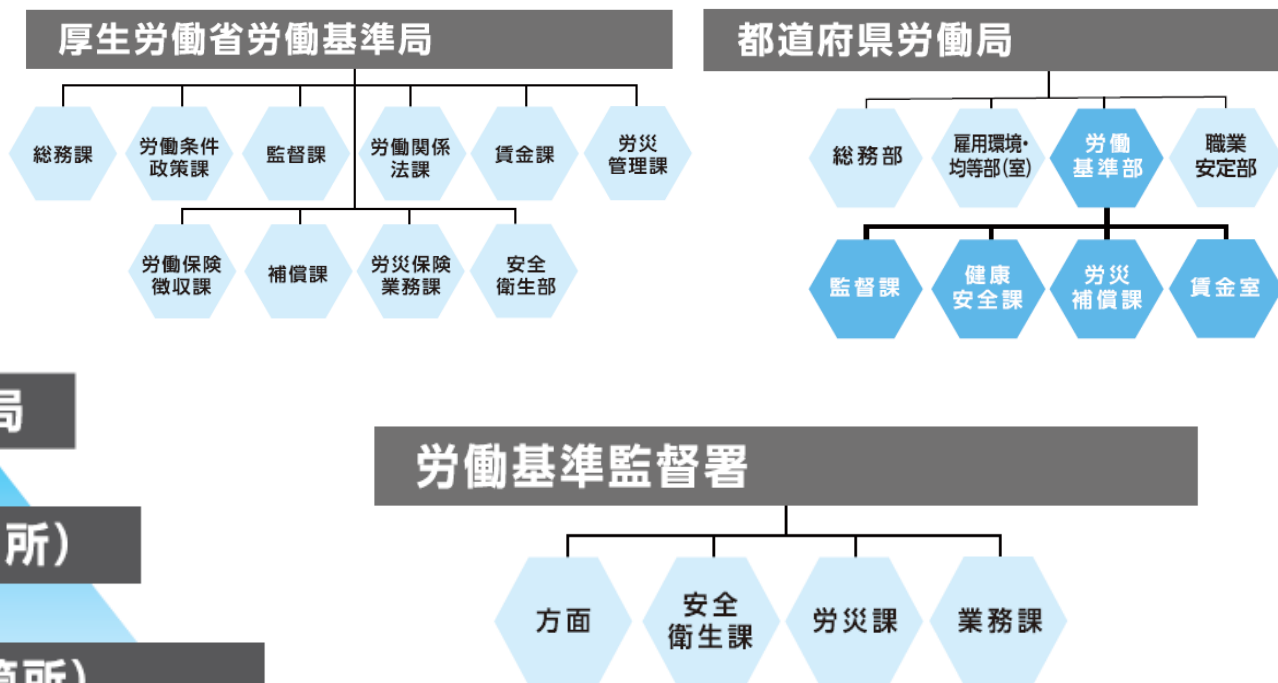 厚生労働省労働基準局
総務課
労働条件
政策課
監督課
労働関係
法課
賃金課
労災
管理課
労働保険
徴収課
補償課
労災保険
業務課
安全
衛生部
都道府県労働局
総務部
雇用環境・
均等部(室)
労働
基準部
職業
安定部
監督課
健康
安全課
労災
補償課
賃金室
局
所）
箇所）
労働基準監督署
方面
安全
衛生課
労災課
業務課